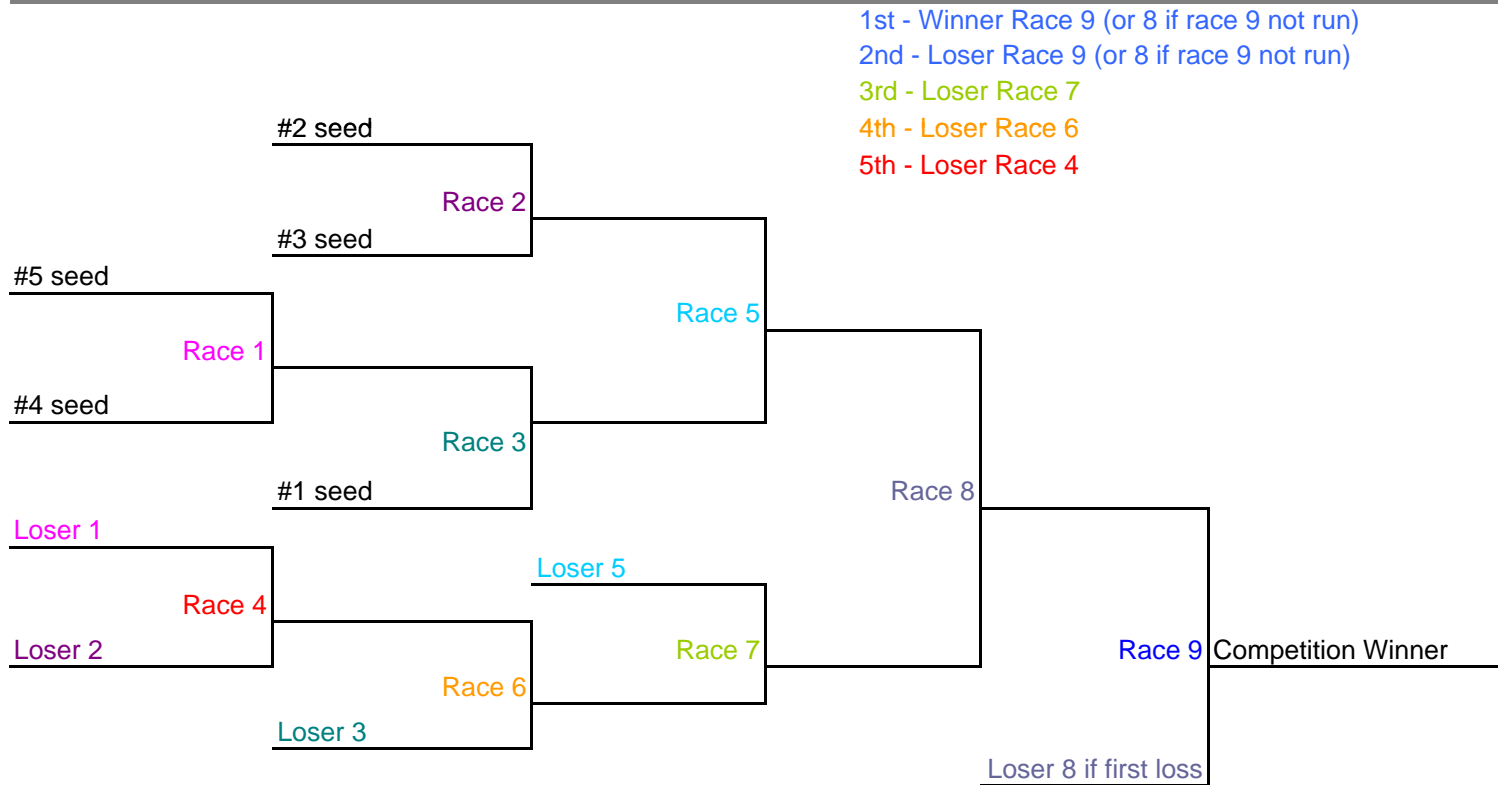 1st - Winner Race 9 (or 8 if race 9 not run)
2nd - Loser Race 9 (or 8 if race 9 not run)
3rd - Loser Race 7
4th - Loser Race 6
5th - Loser Race 4
#2 seed
Race 2
#3 seed
#5 seed
Race 5
Race 1
#4 seed
Race 3
#1 seed
Race 8
Loser 1
Loser 5
Race 4
Loser 2
Race 7
Race 9
Competition Winner
Race 6
Loser 3
Loser 8 if first loss